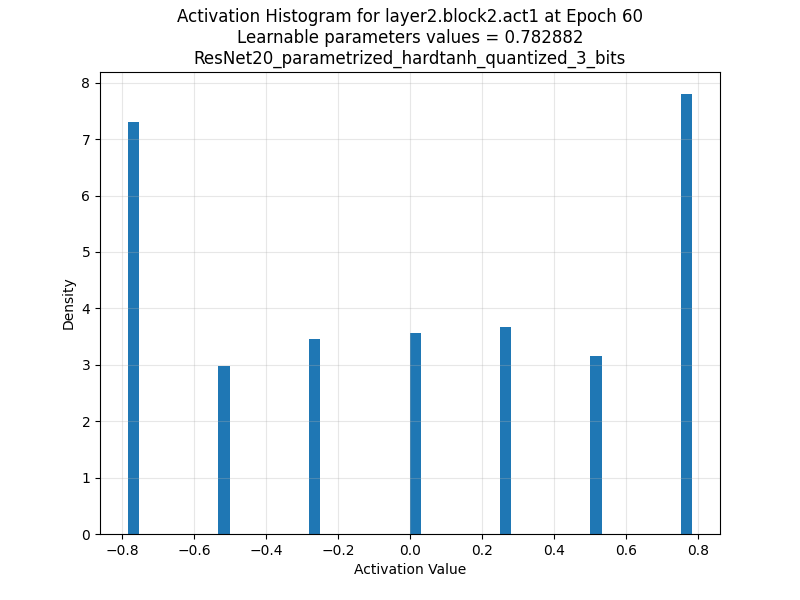 Activation Histogram for layer2.block2.act1 at Epoch 60
Learnable parameters values = 0.782882
ResNet20_parametrized_hardtanh_quantized_3_bits
8
7
6
5
4
3
2
1
0
Density
−0.8 −0.6 −0.4 −0.2 0.0 0.2 0.4 0.6 0.8
Activation Value